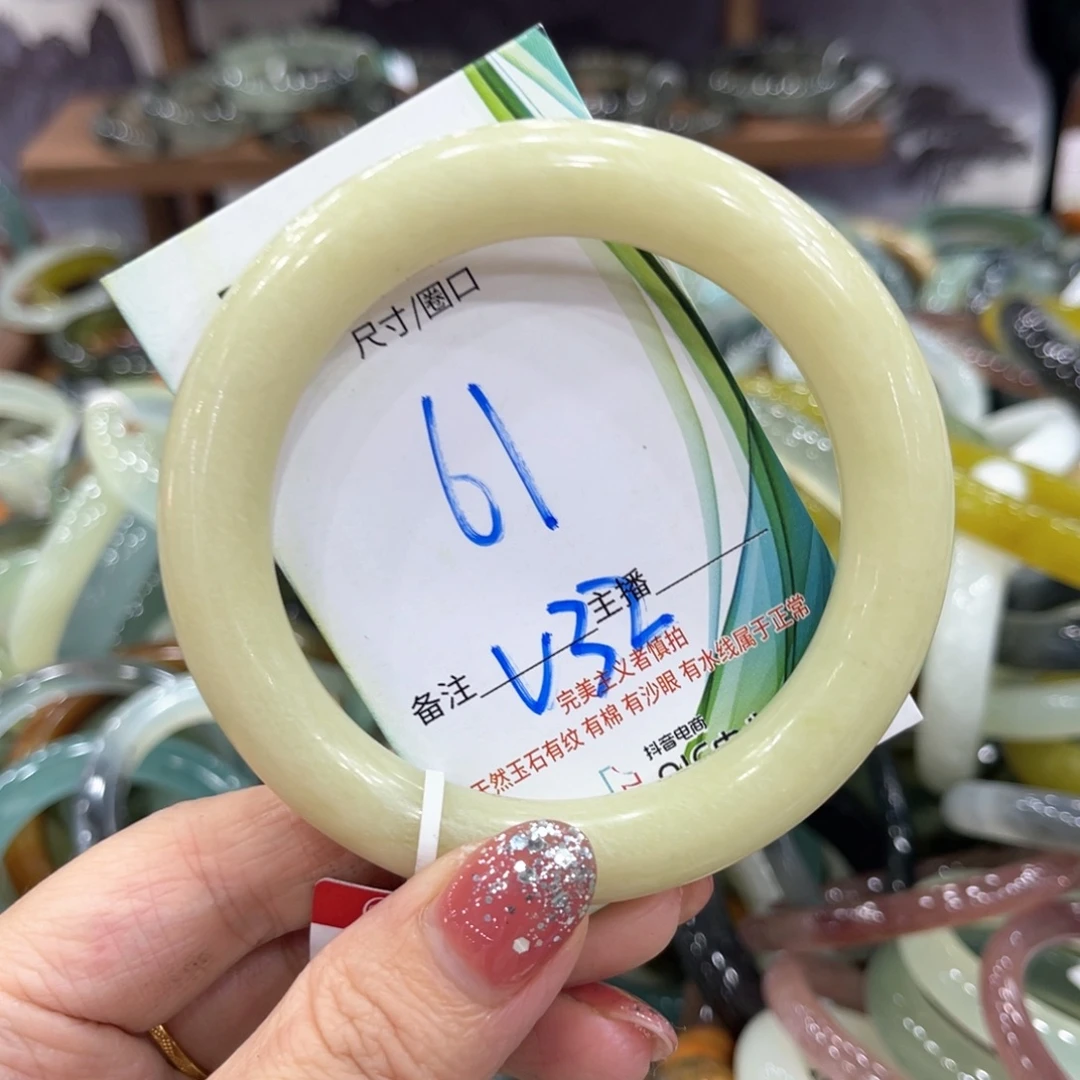 尺寸/圈口
61
主播
备注 V32
完美主义者慎拍
天然玉石有纹 有棉 有沙眼 有水线属于正常
抖音电商